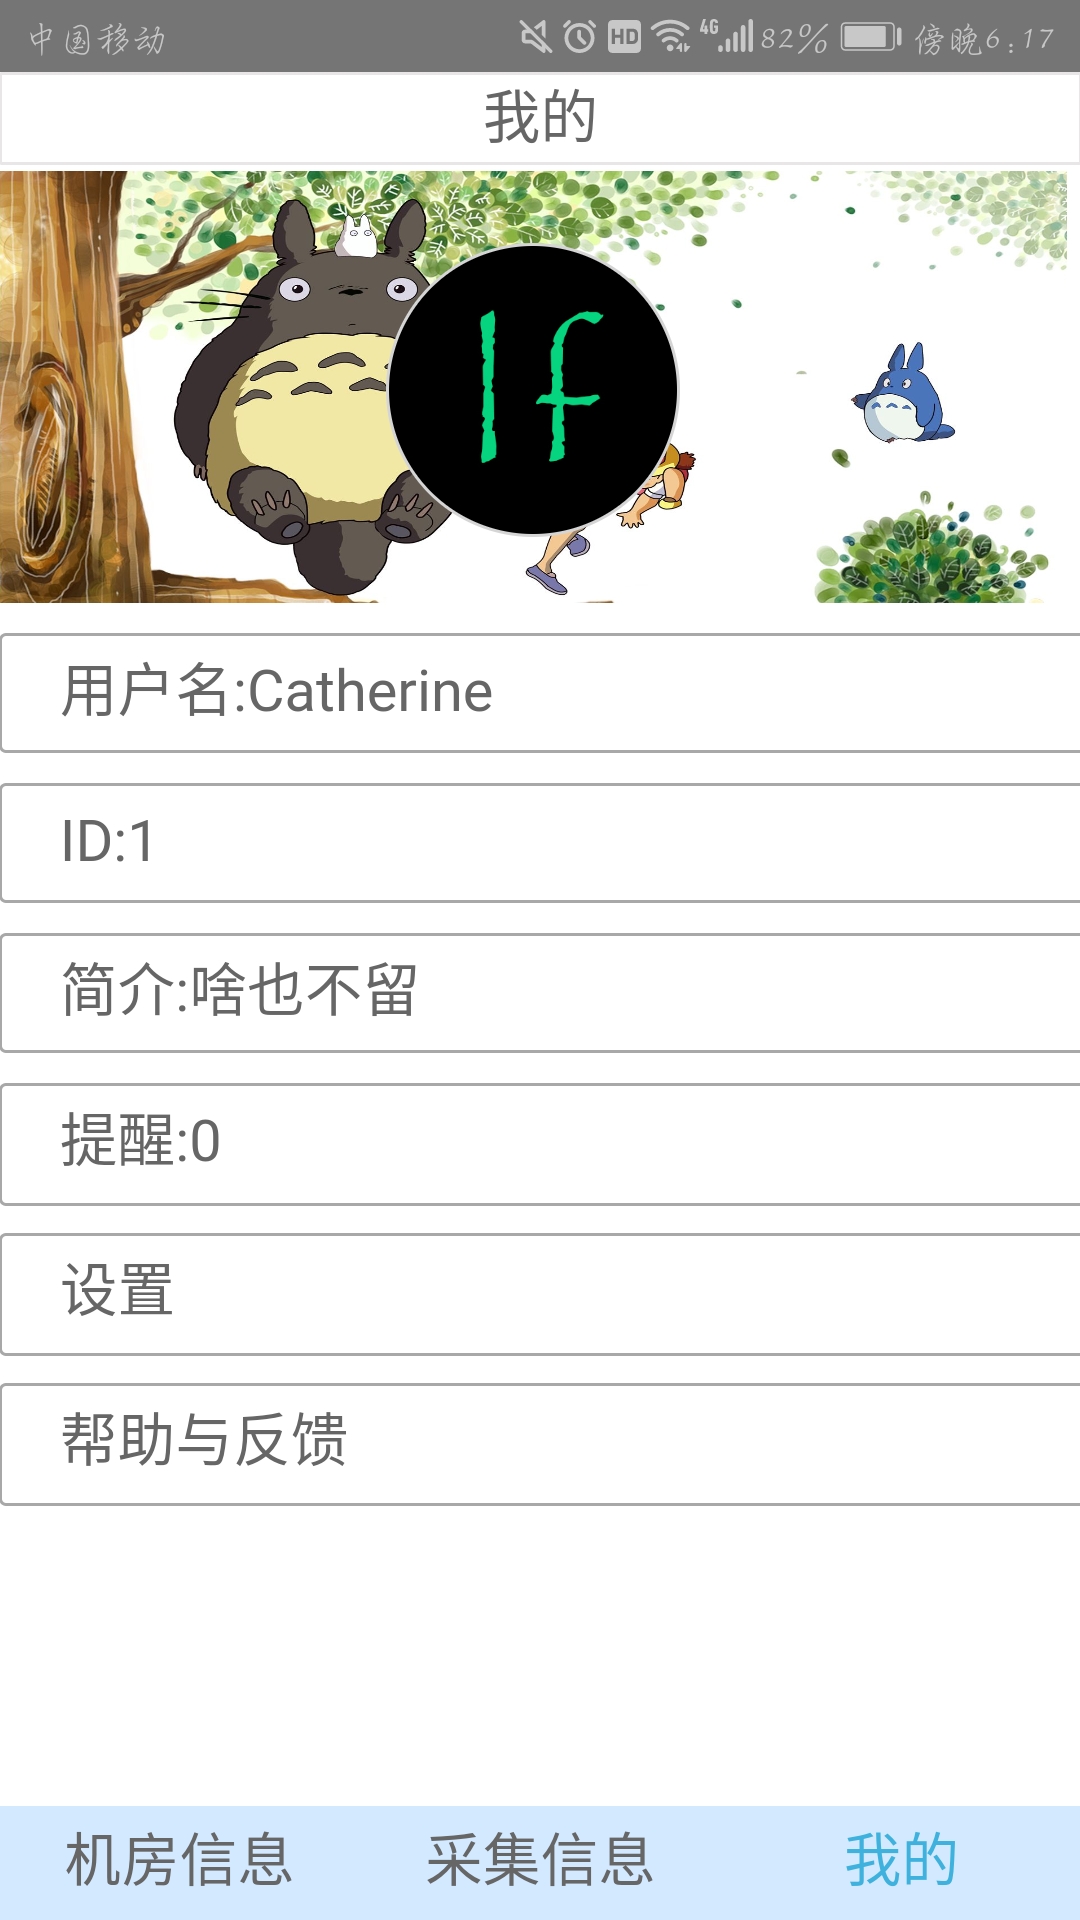 中国移动 HD 4G 82% 傍晚6:17
我的
If
用户名:Catherine
ID:1
简介:啥也不留
提醒:0
设置
帮助与反馈
机房信息 采集信息 我的